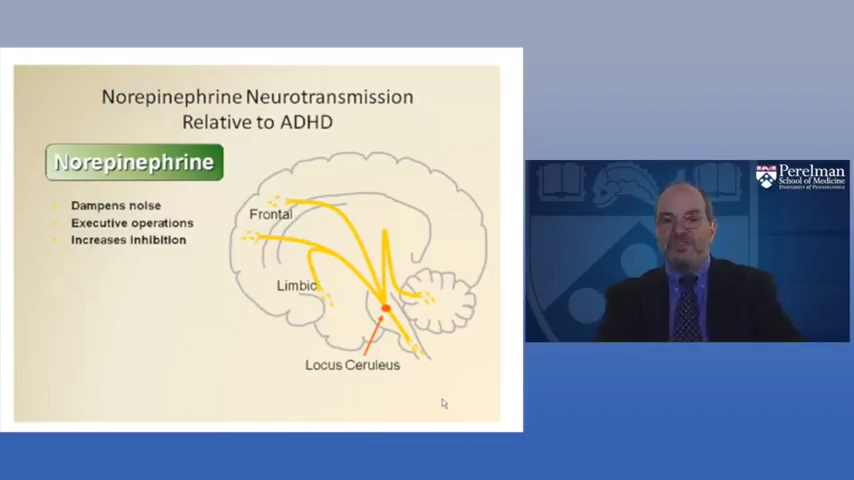 Norepinephrine Neurotransmission
Relative to ADHD
Norepinephrine
Dampens noise
Executive operations
Increases Inhibition
Frontal
Limbic
Locus Ceruleus
Perelman
School of Medicine
University of Pennsylvania